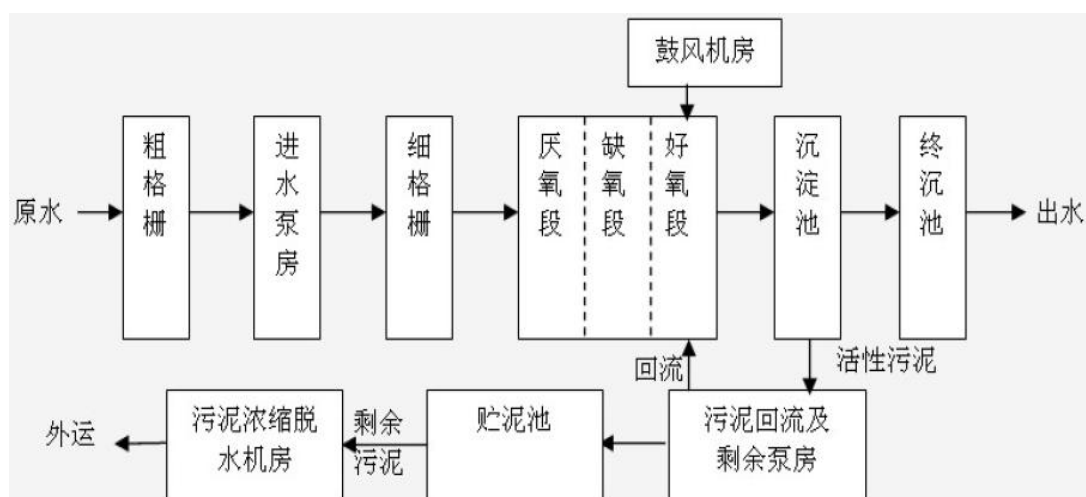 鼓风机房
原水
粗格栅
进水泵房
细格栅
厌氧段
缺氧段
好氧段
沉淀池
终沉池
出水
回流
活性污泥
外运
污泥浓缩脱
水机房
剩余
污泥
贮泥池
污泥回流及
剩余泵房